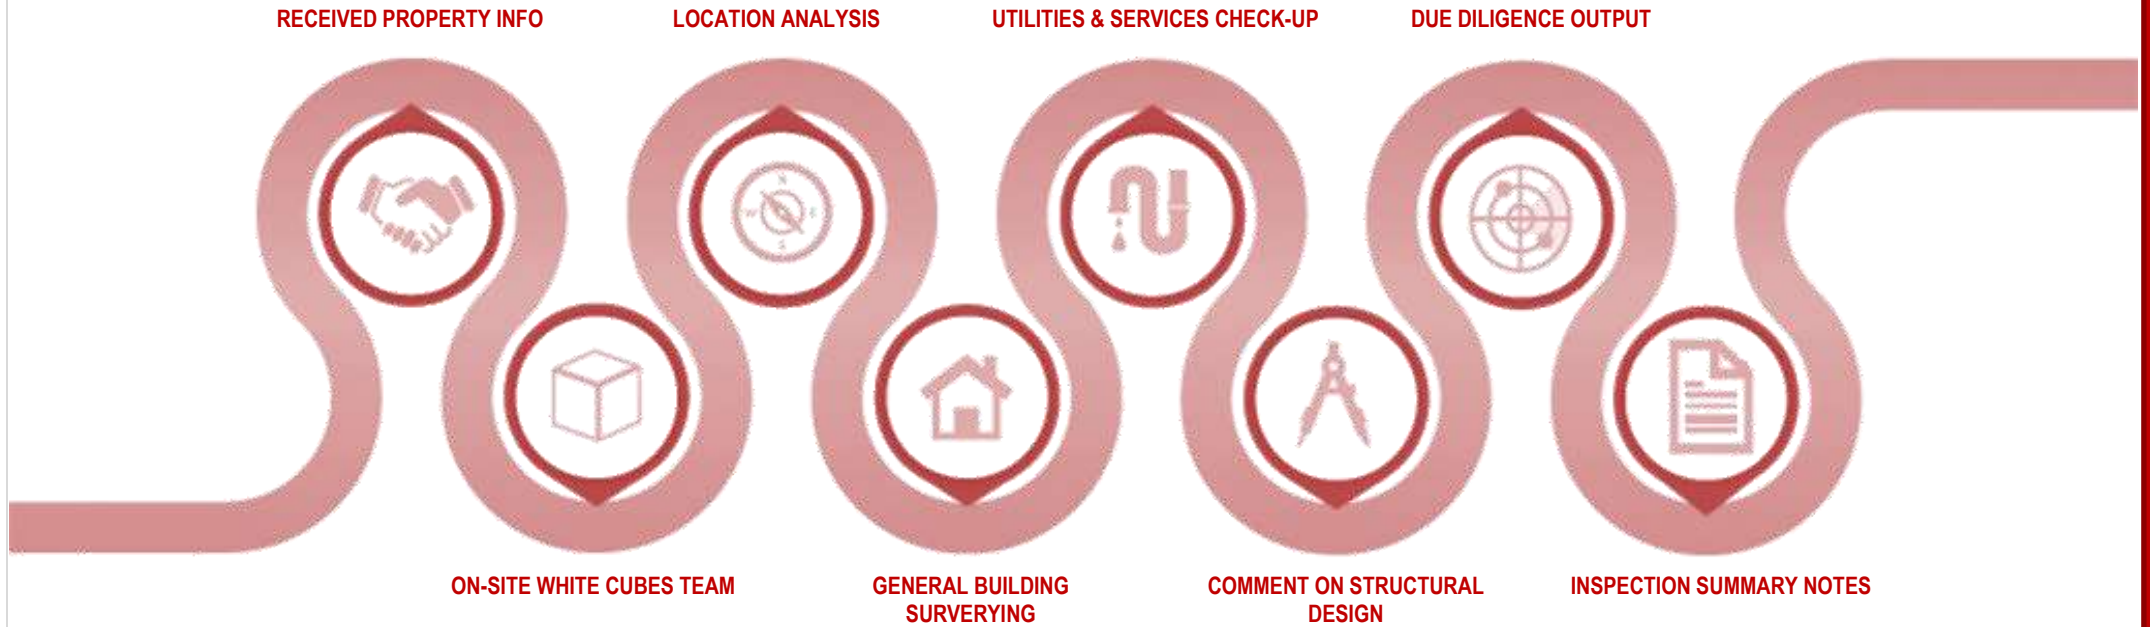 RECEIVED PROPERTY INFO
LOCATION ANALYSIS
UTILITIES & SERVICES CHECK-UP
DUE DILIGENCE OUTPUT
N
W E
S
ON-SITE WHITE CUBES TEAM
GENERAL BUILDING
SURVERYING
COMMENT ON STRUCTURAL
DESIGN
INSPECTION SUMMARY NOTES